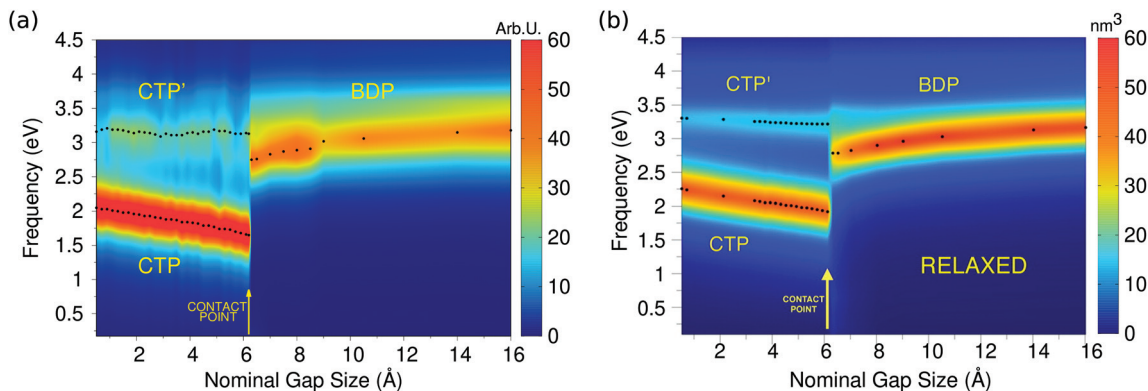 (a)
Arb.U.
4.5
4
3.5
3
2.5
2
1.5
1
0.5
Frequency (eV)
CTP'
BDP
CTP
CONTACT
POINT
2 4 6 8 10 12 14 16
Nominal Gap Size (Å)
60
50
40
30
20
10
0
(b)
nm³
4.5
4
3.5
3
2.5
2
1.5
1
0.5
Frequency (eV)
CTP'
BDP
CTP
RELAXED
CONTACT
POINT
2 4 6 8 10 12 14 16
Nominal Gap Size (Å)
60
50
40
30
20
10
0